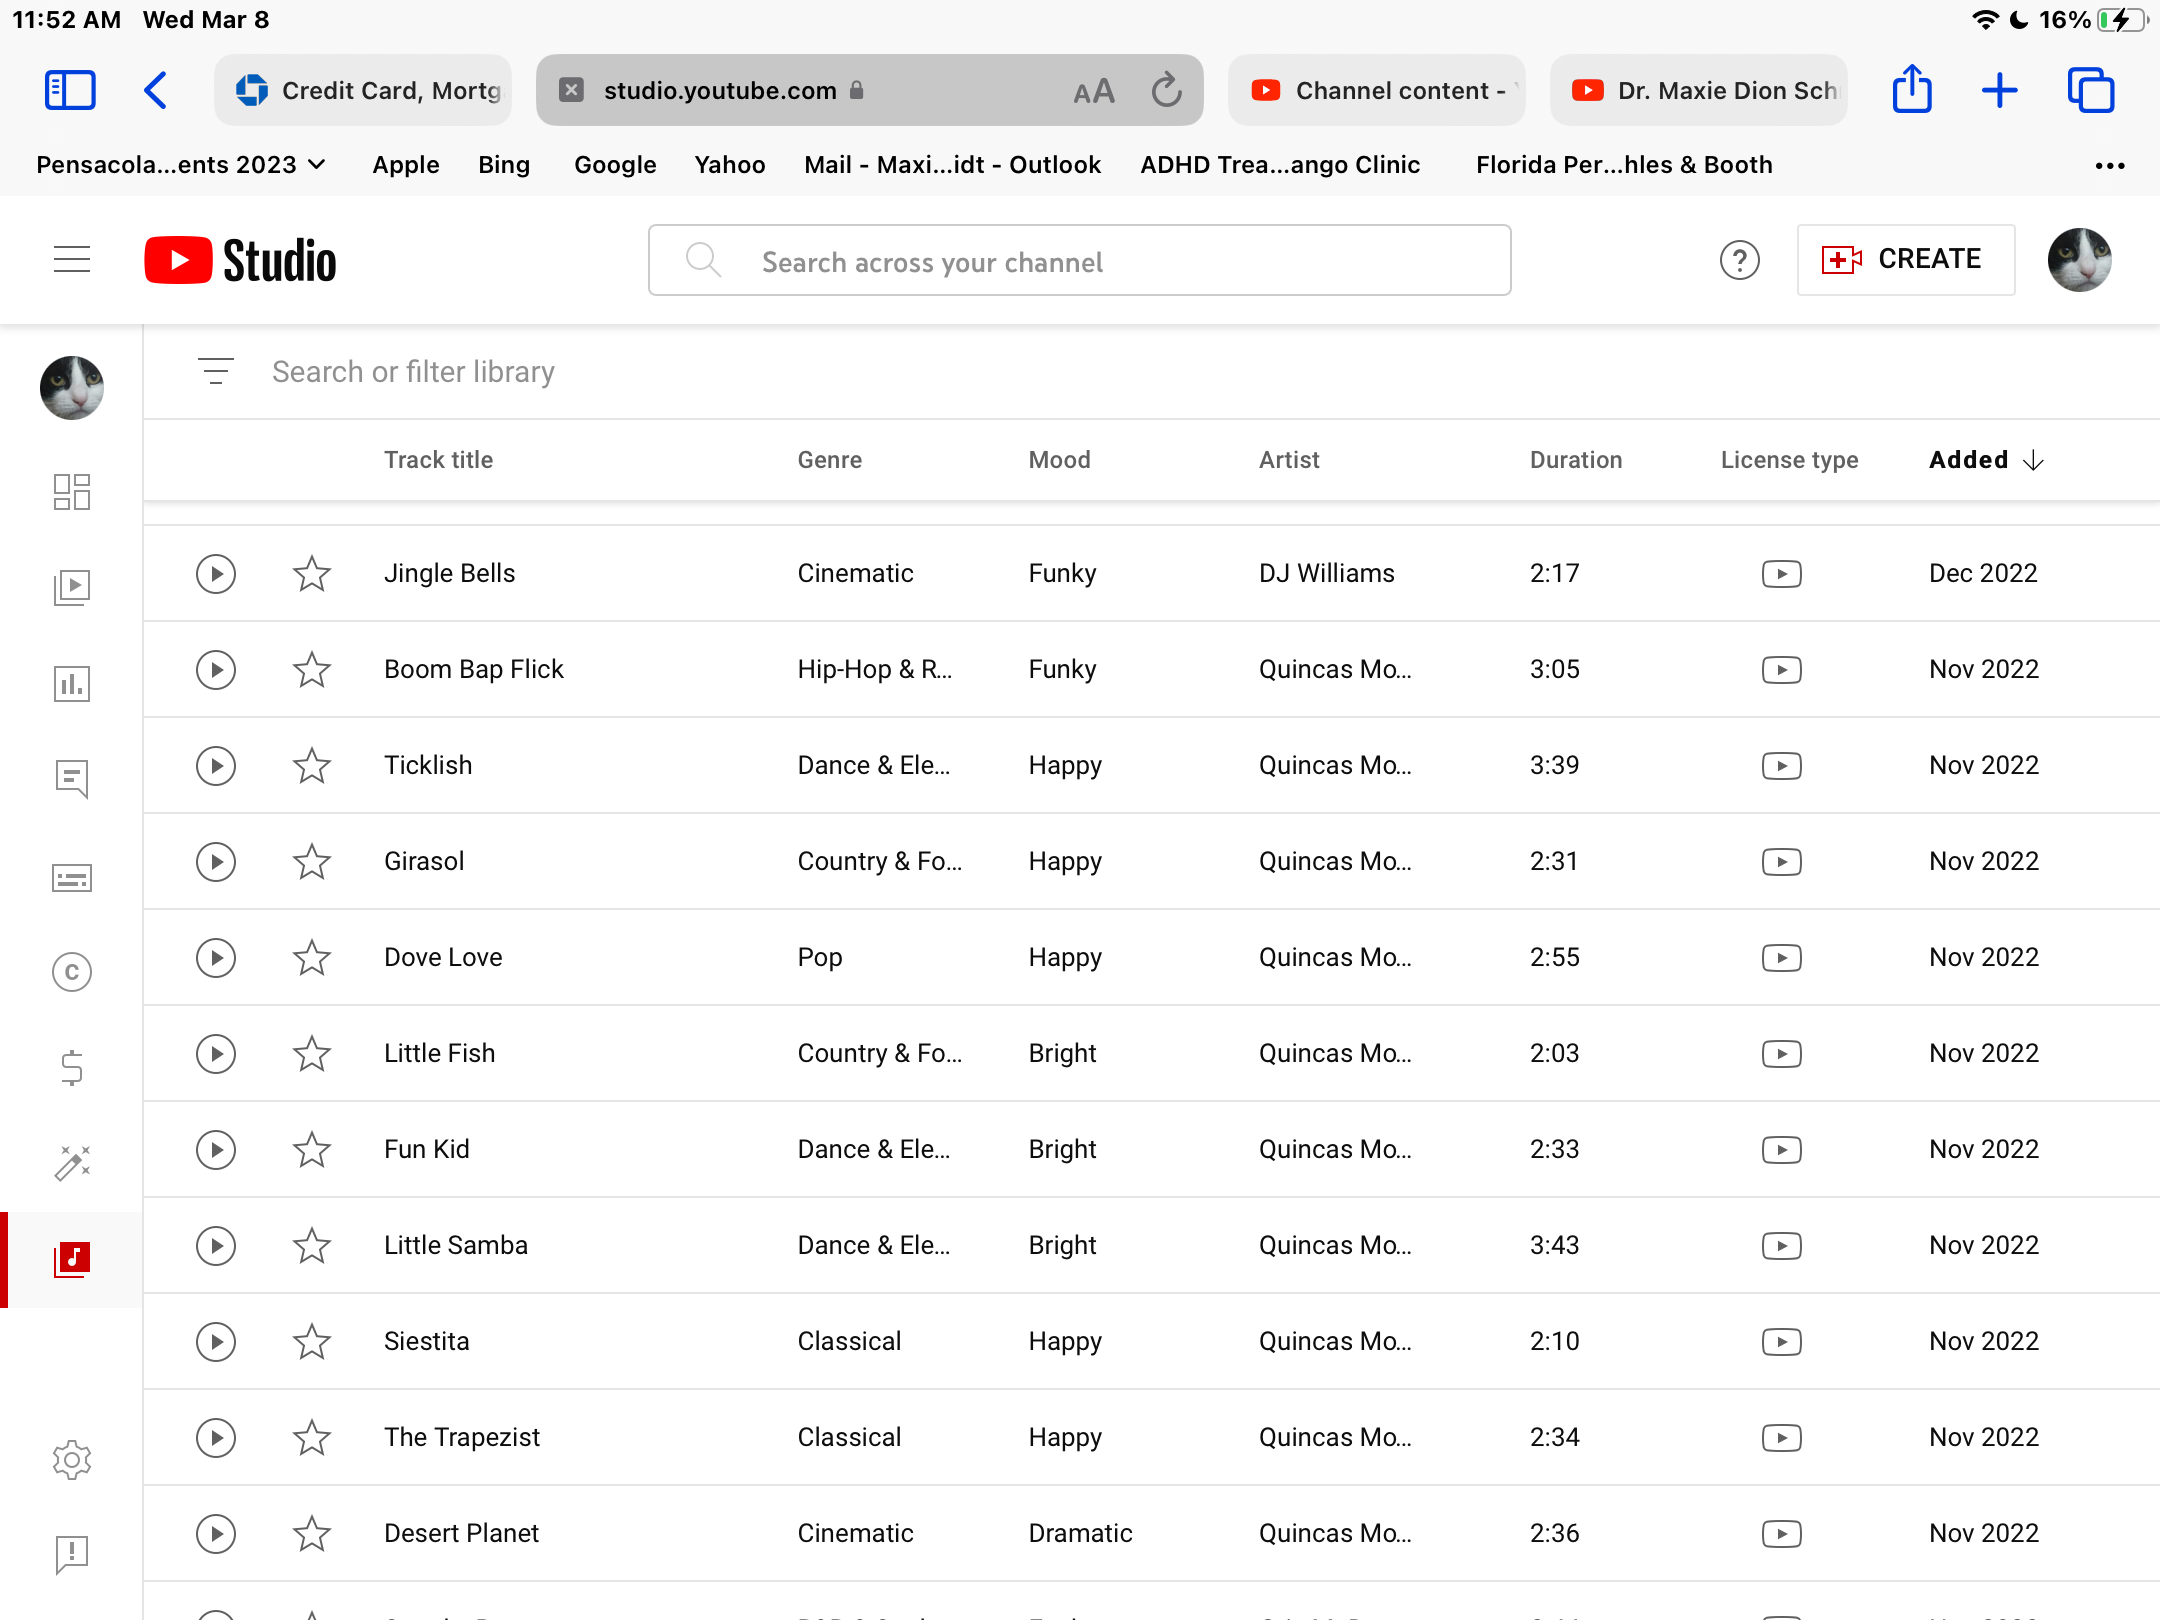 11:52 AM Wed Mar 8 16%
Credit Card, Mortg studio.youtube.com AA Channel content - Dr. Maxie Dion Sch
Pensacola...ents 2023 Apple Bing Google Yahoo Mail - Maxi...idt - Outlook ADHD Trea...ango Clinic Florida Per...hles & Booth
Studio Search across your channel ? CREATE
Search or filter library
Track title Genre Mood Artist Duration License type Added
Jingle Bells Cinematic Funky DJ Williams 2:17 Dec 2022
Boom Bap Flick Hip-Hop & R... Funky Quincas Mo... 3:05 Nov 2022
Ticklish Dance & Ele... Happy Quincas Mo... 3:39 Nov 2022
Girasol Country & Fo... Happy Quincas Mo... 2:31 Nov 2022
Dove Love Pop Happy Quincas Mo... 2:55 Nov 2022
Little Fish Country & Fo... Bright Quincas Mo... 2:03 Nov 2022
Fun Kid Dance & Ele... Bright Quincas Mo... 2:33 Nov 2022
Little Samba Dance & Ele... Bright Quincas Mo... 3:43 Nov 2022
Siestita Classical Happy Quincas Mo... 2:10 Nov 2022
The Trapezist Classical Happy Quincas Mo... 2:34 Nov 2022
Desert Planet Cinematic Dramatic Quincas Mo... 2:36 Nov 2022